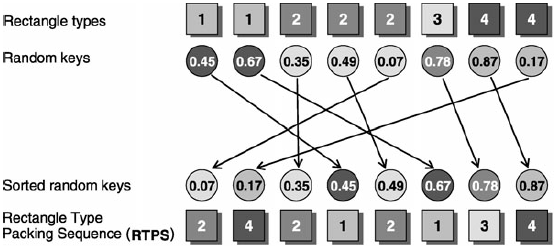 Rectangle types 1 1 2 2 2 3 4 4
Random keys 0.45 0.67 0.35 0.49 0.07 0.78 0.87 0.17
Sorted random keys 0.07 0.17 0.35 0.45 0.49 0.67 0.78 0.87
Rectangle Type
Packing Sequence (RTPS) 2 4 2 1 2 1 3 4